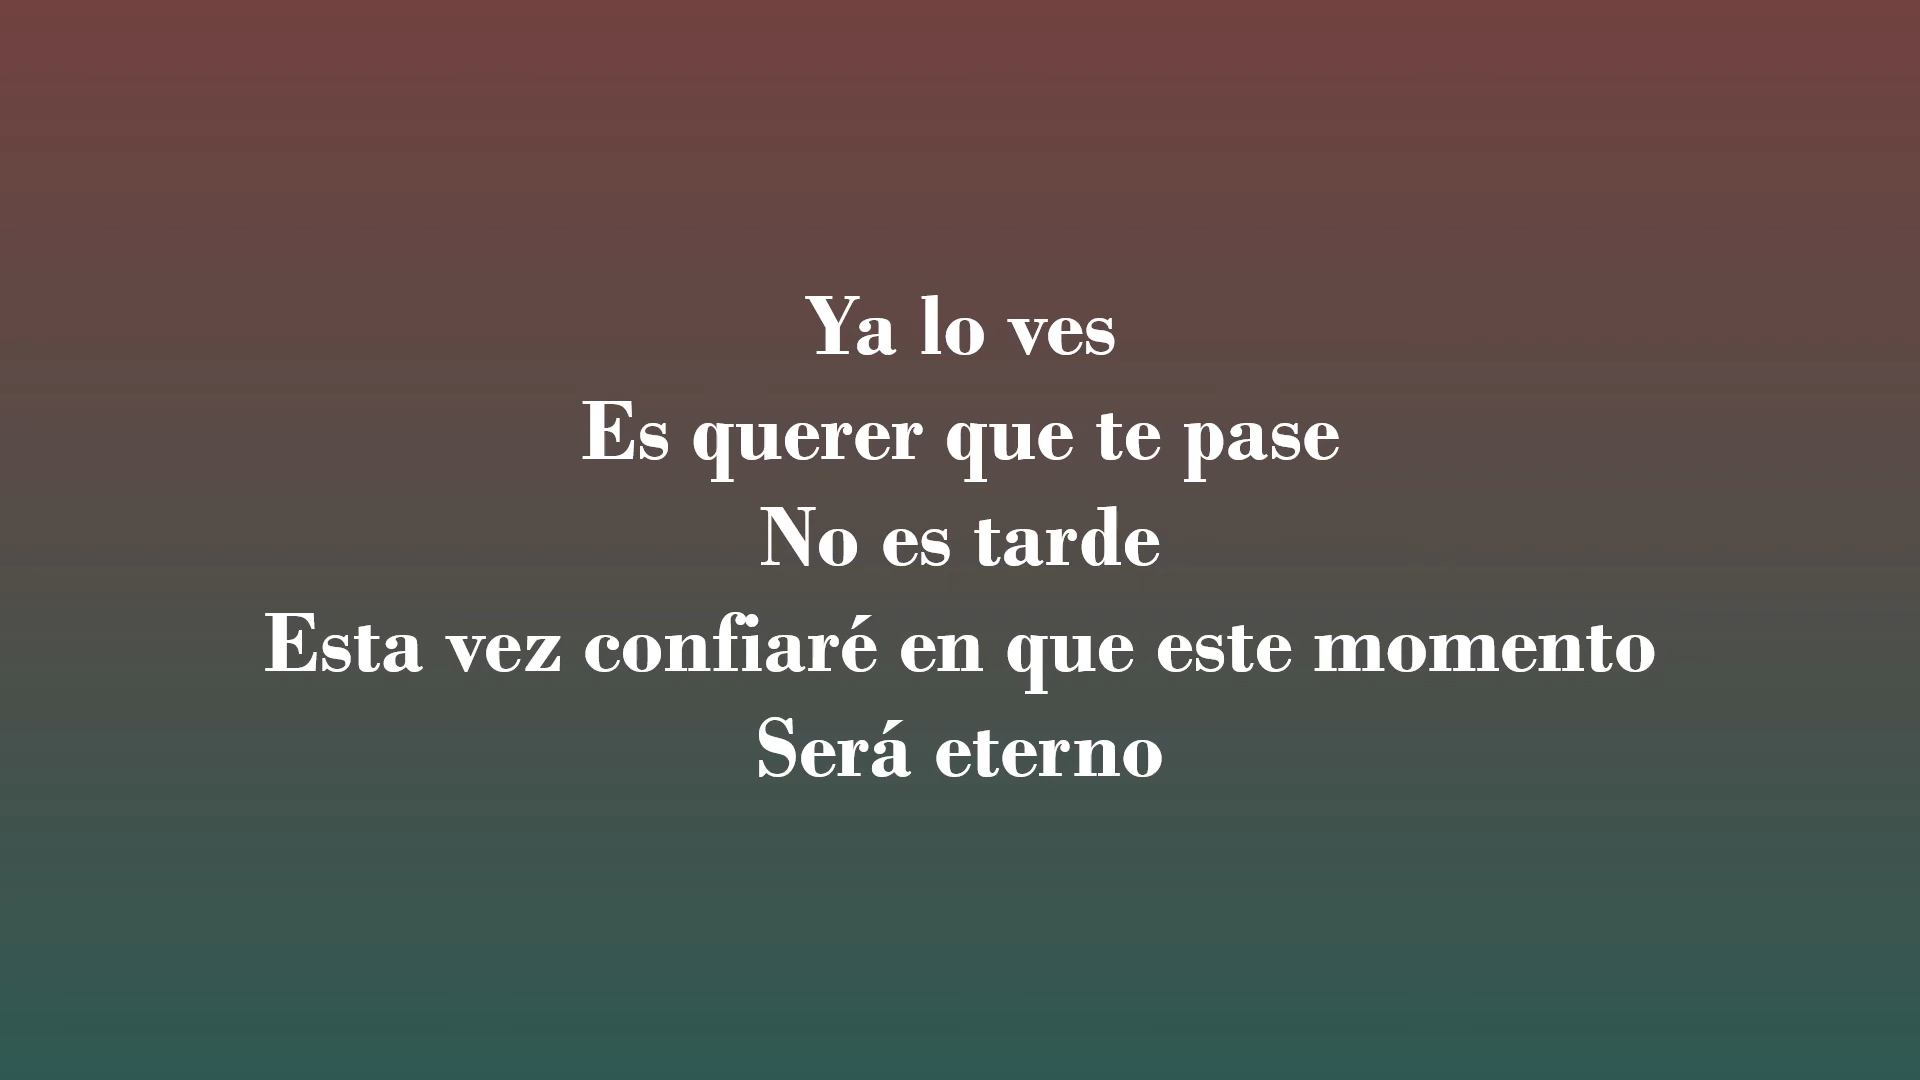 Ya lo ves
Es querer que te pase
No es tarde
Esta vez confiaré en que este momento
Será eterno